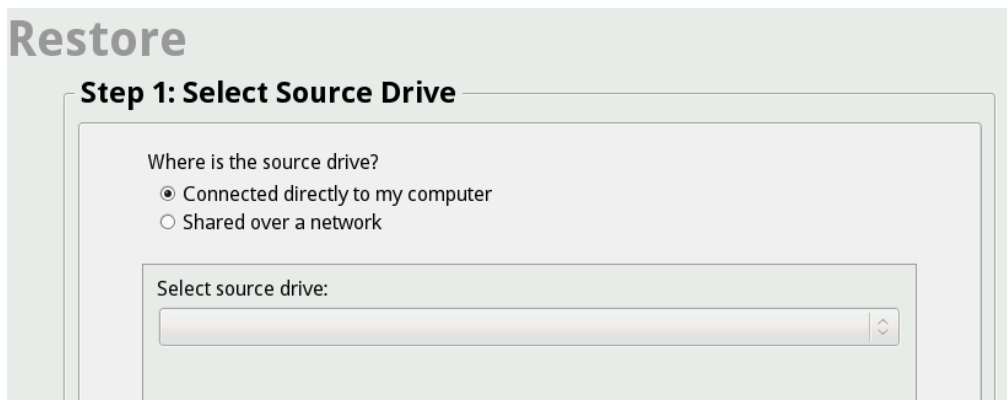 Restore
Step 1: Select Source Drive
Where is the source drive?
Connected directly to my computer
Shared over a network
Select source drive: